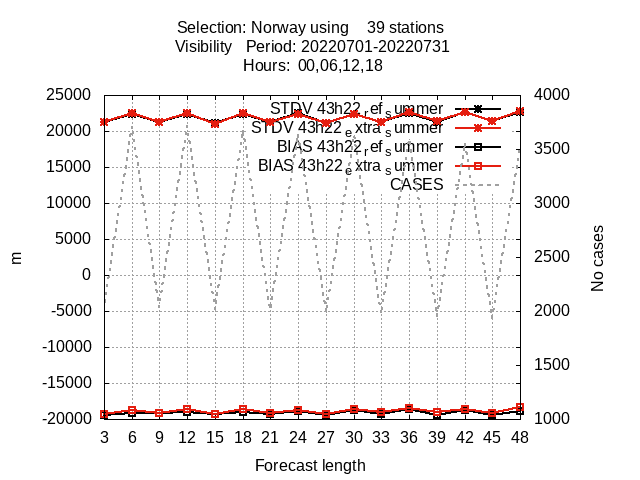 Selection: Norway using    39 stations
Visibility   Period: 20220701-20220731
Hours:  00,06,12,18
25000
20000
15000
10000
5000
0
-5000
-10000
-15000
-20000
m
4000
3500
3000
2500
2000
1500
1000
No cases
STDV 43h22_ref_summer
STDV 43h22_extra_summer
BIAS 43h22_ref_summer
BIAS 43h22_extra_summer
CASES
3 6 9 12 15 18 21 24 27 30 33 36 39 42 45 48
Forecast length